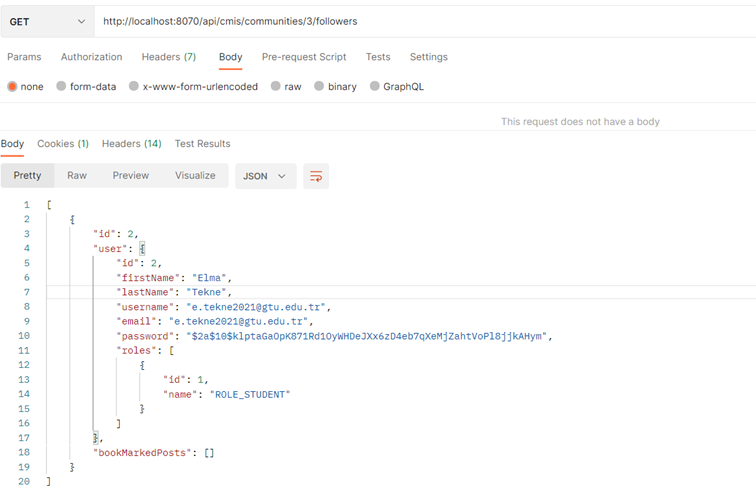 GET http://localhost:8070/api/cmis/communities/3/followers
Params Authorization Headers (7) Body Pre-request Script Tests Settings
none form-data x-www-form-urlencoded raw binary GraphQL
This request does not have a body
Body Cookies (1) Headers (14) Test Results
Pretty Raw Preview Visualize JSON
1 [
2 {
3 "id": 2,
4 "user": {
5 "id": 2,
6 "firstName": "Elma",
7 "lastName": "Tekne",
8 "username": "e.tekne2021@gtu.edu.tr",
9 "email": "e.tekne2021@gtu.edu.tr",
10 "password": "$2a$10$klptaGaOpK871Rd1OyWHDeJXx6zD4eb7qXeMjZahtVoPl8jjkAHym",
11 "roles": [
12 {
13 "id": 1,
14 "name": "ROLE_STUDENT"
15 }
16 ]
17 },
18 "bookMarkedPosts": []
19 }
20 ]